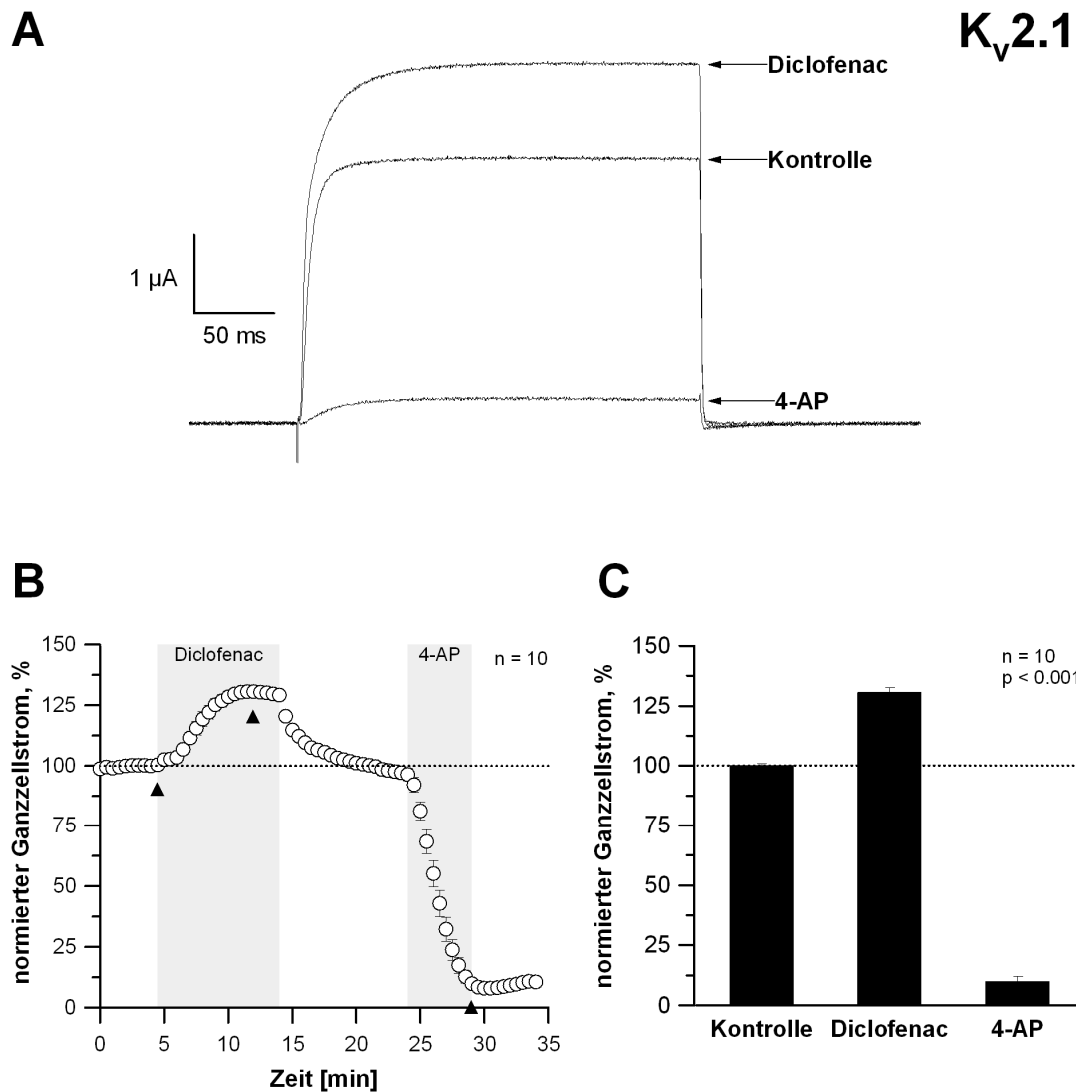 A
Kv2.1
Diclofenac
Kontrolle
1 µA
50 ms
4-AP
B
normierter Ganzzellstrom, %
150
125
100
75
50
25
0
Diclofenac
4-AP
n = 10
0
5
10
15
20
25
30
35
Zeit [min]
C
normierter Ganzzellstrom, %
150
125
100
75
50
25
0
n = 10
p < 0.001
Kontrolle
Diclofenac
4-AP